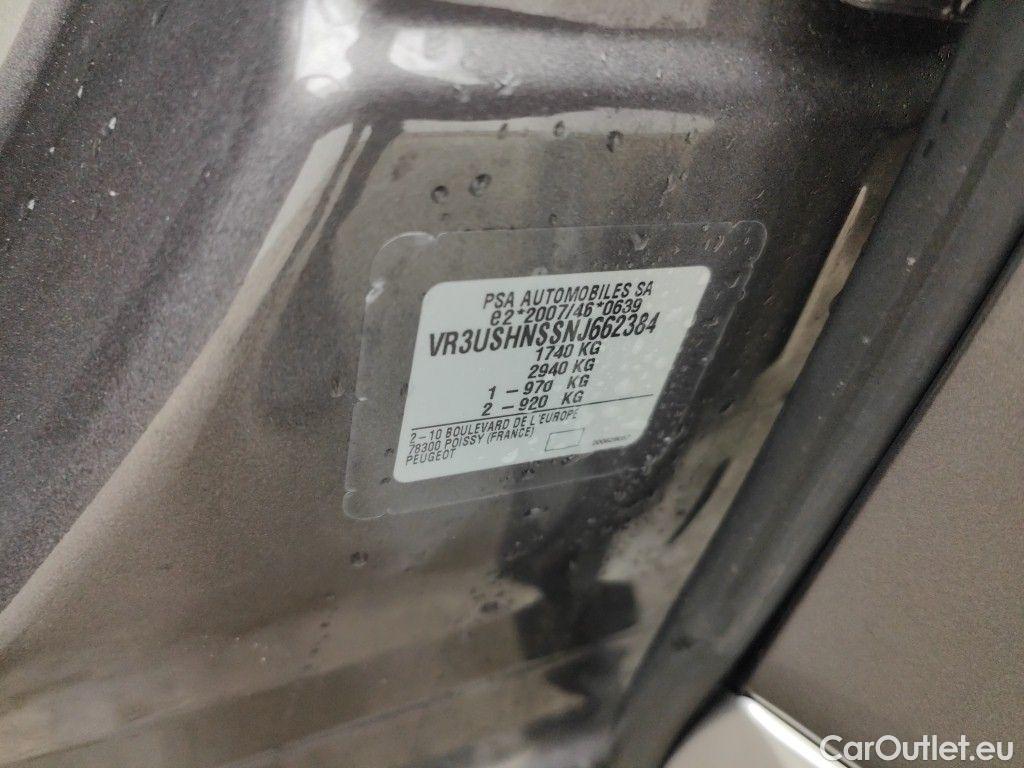 PSA AUTOMOBILES SA
e2*2007/46*0639
VR3USHNSSNJ662384
1740 KG
2940 KG
1 – 970 KG
2 – 920 KG
2 – 10 BOULEVARD DE L'EUROPE
78300 POISSY (FRANCE)
PEUGEOT
CarOutlet.eu